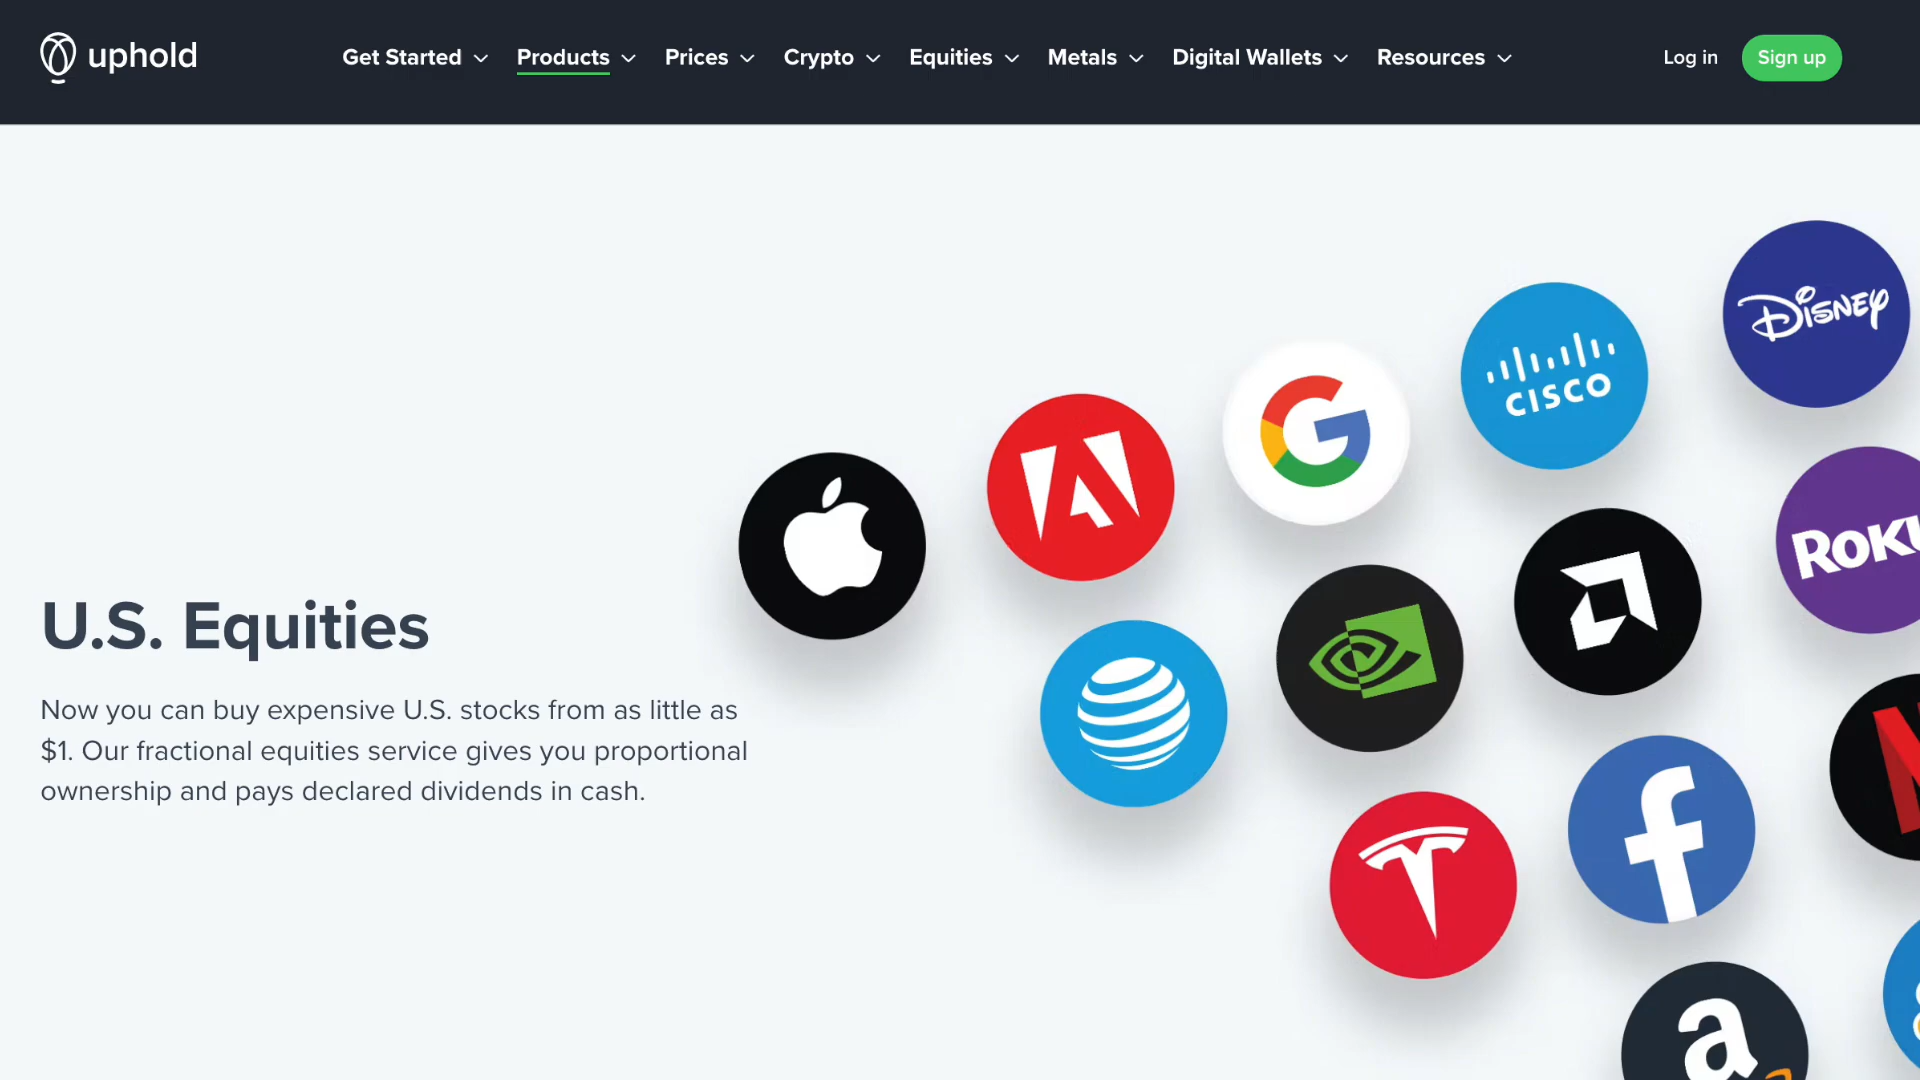 uphold
Get Started
Products
Prices
Crypto
Equities
Metals
Digital Wallets
Resources
Log in
Sign up
Disney
CISCO
ROKU
U.S. Equities
Now you can buy expensive U.S. stocks from as little as
$1. Our fractional equities service gives you proportional
ownership and pays declared dividends in cash.